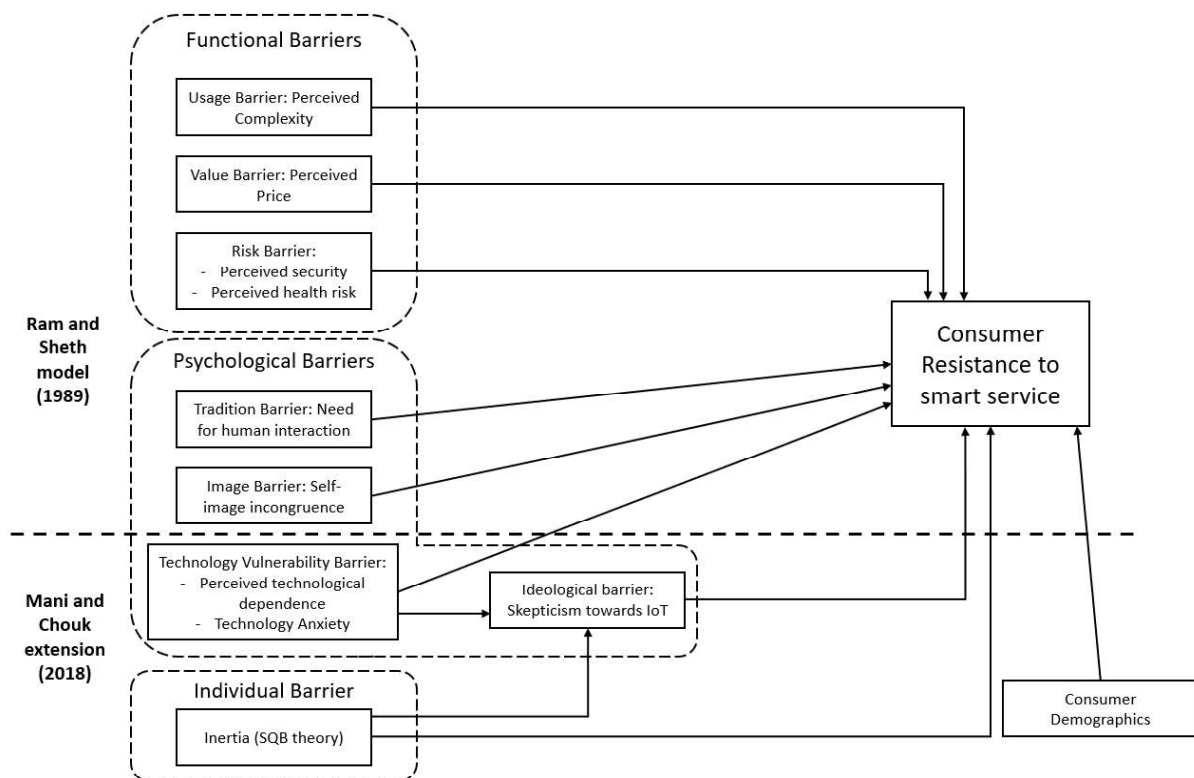 Functional Barriers
Usage Barrier: Perceived
Complexity
Value Barrier: Perceived
Price
Risk Barrier:
- Perceived security
- Perceived health risk
Ram and
Sheth
model
(1989)
Psychological Barriers
Tradition Barrier: Need
for human interaction
Image Barrier: Self-
image incongruence
Consumer
Resistance to
smart service
Mani and
Chouk
extension
(2018)
Technology Vulnerability Barrier:
- Perceived technological
dependence
- Technology Anxiety
Ideological barrier:
Skepticism towards IoT
Individual Barrier
Inertia (SQB theory)
Consumer
Demographics